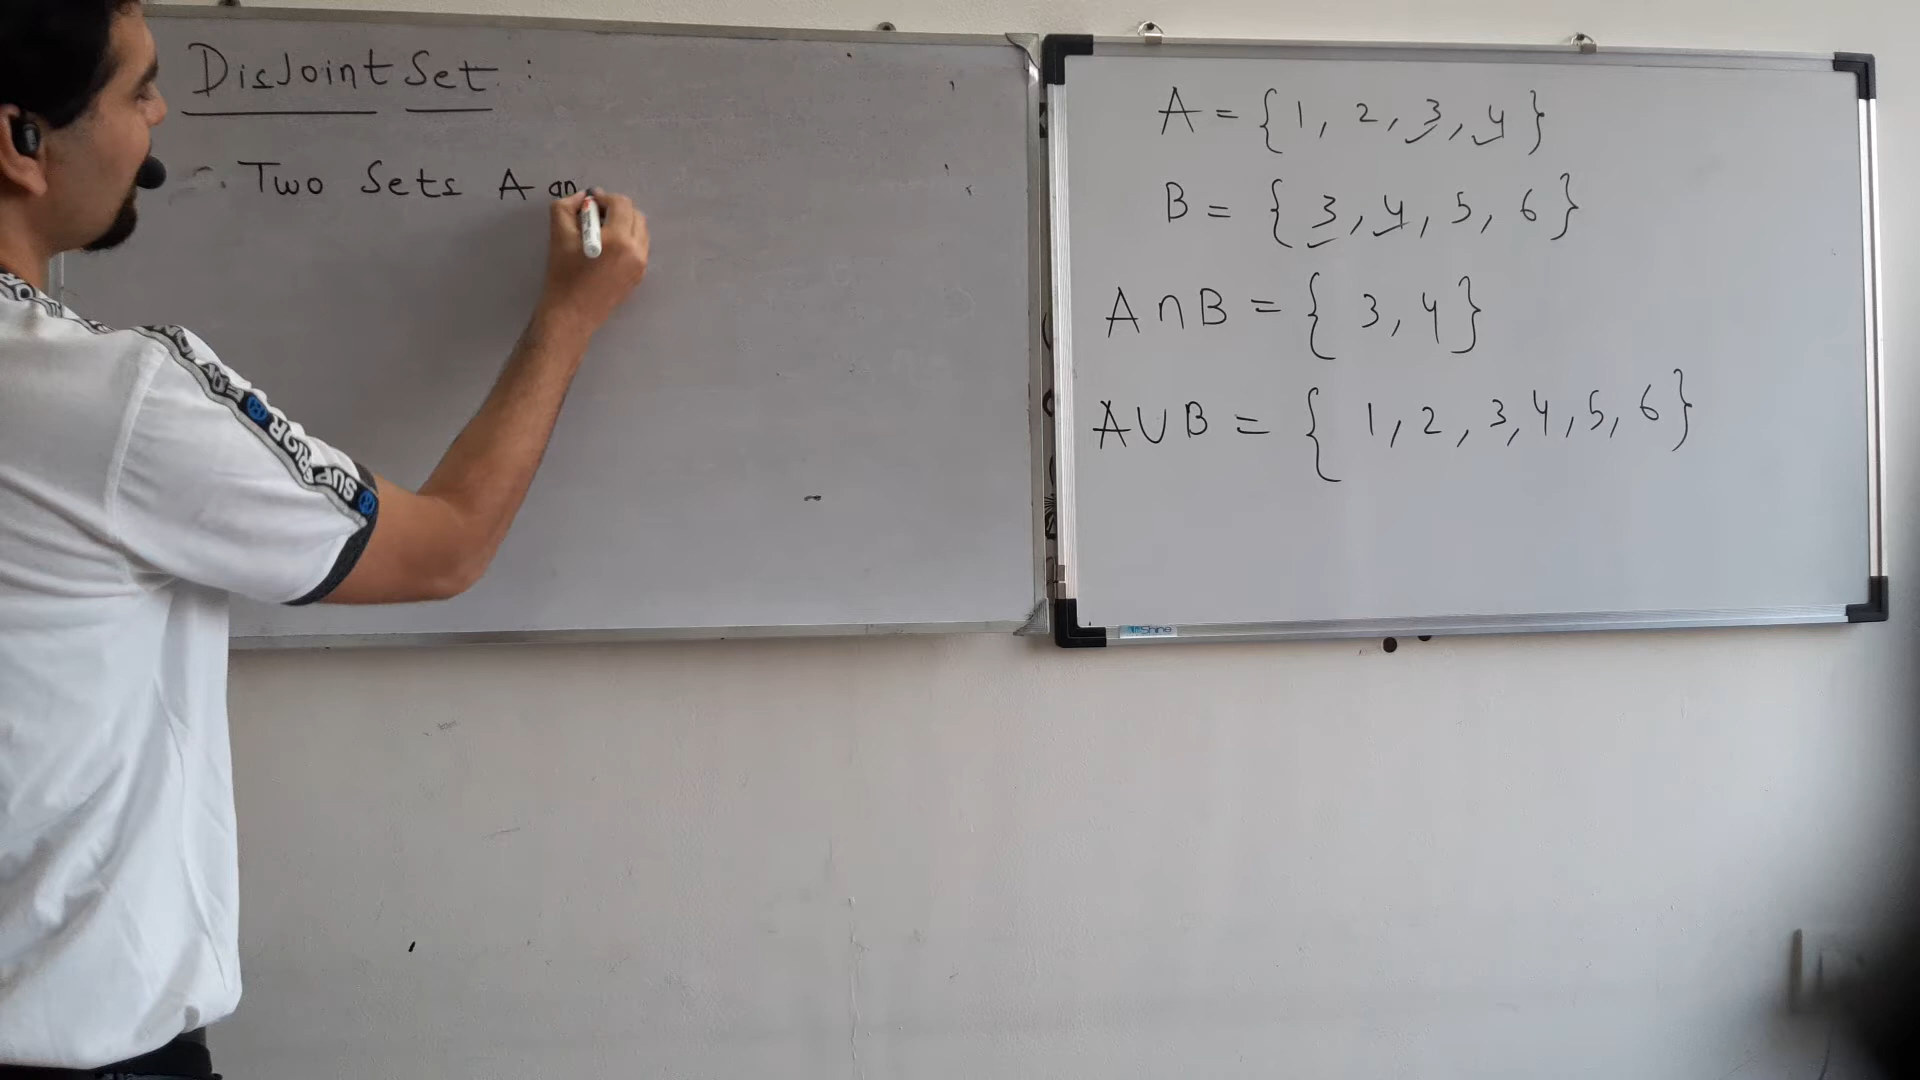 DisJoint Set :
Two Sets A an
A = {1, 2, 3, 4}
B = {3, 4, 5, 6}
A∩B = {3, 4}
A∪B = {1, 2, 3, 4, 5, 6}
SUPERIOR